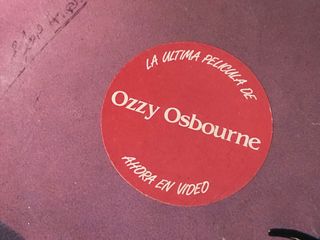 LA ULTIMA PELICULA DE
Ozzy Osbourne
AHORA EN VIDEO